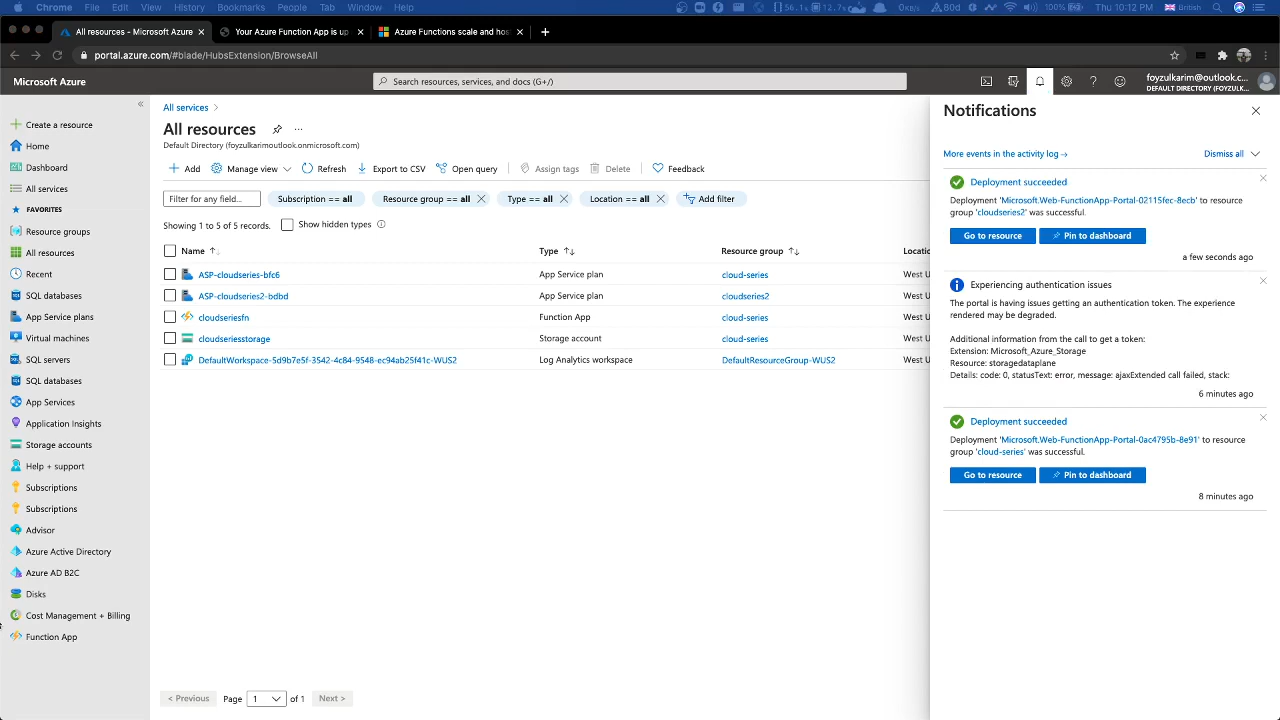 Chrome File Edit View History Bookmarks People Tab Window Help 56.1% 12.7% 0KB/s 80d 100% British Thu 10:12 PM
All resources - Microsoft Azure
Your Azure Function App is up
Azure Functions scale and hos
portal.azure.com/#blade/HubsExtension/BrowseAll
Microsoft Azure
Search resources, services, and docs (G+/)
foyzulkarim@outlook.c...
DEFAULT DIRECTORY (FOYZULK...
Create a resource
Home
Dashboard
All services
FAVORITES
Resource groups
All resources
Recent
SQL databases
App Service plans
Virtual machines
SQL servers
SQL databases
App Services
Application Insights
Storage accounts
Help + support
Subscriptions
Subscriptions
Advisor
Azure Active Directory
Azure AD B2C
Disks
Cost Management + Billing
Function App
All services >
All resources
Default Directory (foyzulkarimoutlook.onmicrosoft.com)
Add Manage view Refresh Export to CSV Open query Assign tags Delete Feedback
Filter for any field... Subscription == all Resource group == all Type == all Location == all Add filter
Showing 1 to 5 of 5 records. Show hidden types
Name Type Resource group Locatio
ASP-cloudseries-bfc6 App Service plan cloud-series West U
ASP-cloudseries2-bdbd App Service plan cloudseries2 West U
cloudseriesfn Function App cloud-series West U
cloudseriesstorage Storage account cloud-series West U
DefaultWorkspace-5d9b7e5f-3542-4c84-9548-ec94ab25f41c-WUS2 Log Analytics workspace DefaultResourceGroup-WUS2 West U
< Previous Page 1 of 1 Next >
Notifications
More events in the activity log → Dismiss all
Deployment succeeded
Deployment 'Microsoft.Web-FunctionApp-Portal-02115fec-8ecb' to resource
group 'cloudseries2' was successful.
Go to resource Pin to dashboard
a few seconds ago
Experiencing authentication issues
The portal is having issues getting an authentication token. The experience
rendered may be degraded.
Additional information from the call to get a token:
Extension: Microsoft_Azure_Storage
Resource: storagedataplane
Details: code: 0, statusText: error, message: ajaxExtended call failed, stack:
6 minutes ago
Deployment succeeded
Deployment 'Microsoft.Web-FunctionApp-Portal-0ac4795b-8e91' to resource
group 'cloud-series' was successful.
Go to resource Pin to dashboard
8 minutes ago